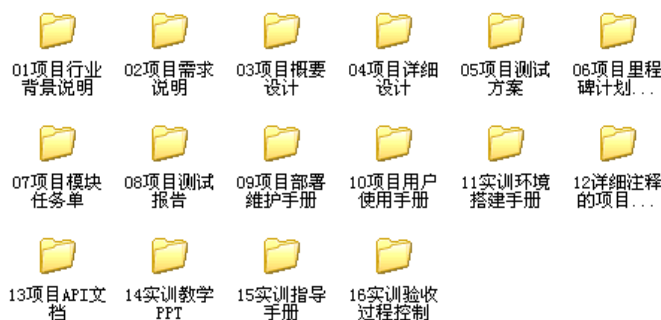 01项目行业
背景说明
02项目需求
说明
03项目概要
设计
04项目详细
设计
05项目测试
方案
06项目里程
碑计划...
07项目模块
任务单
08项目测试
报告
09项目部署
维护手册
10项目用户
使用手册
11实训环境
搭建手册
12详细注释
的项目...
13项目API文
档
14实训教学
PPT
15实训指导
手册
16实训验收
过程控制